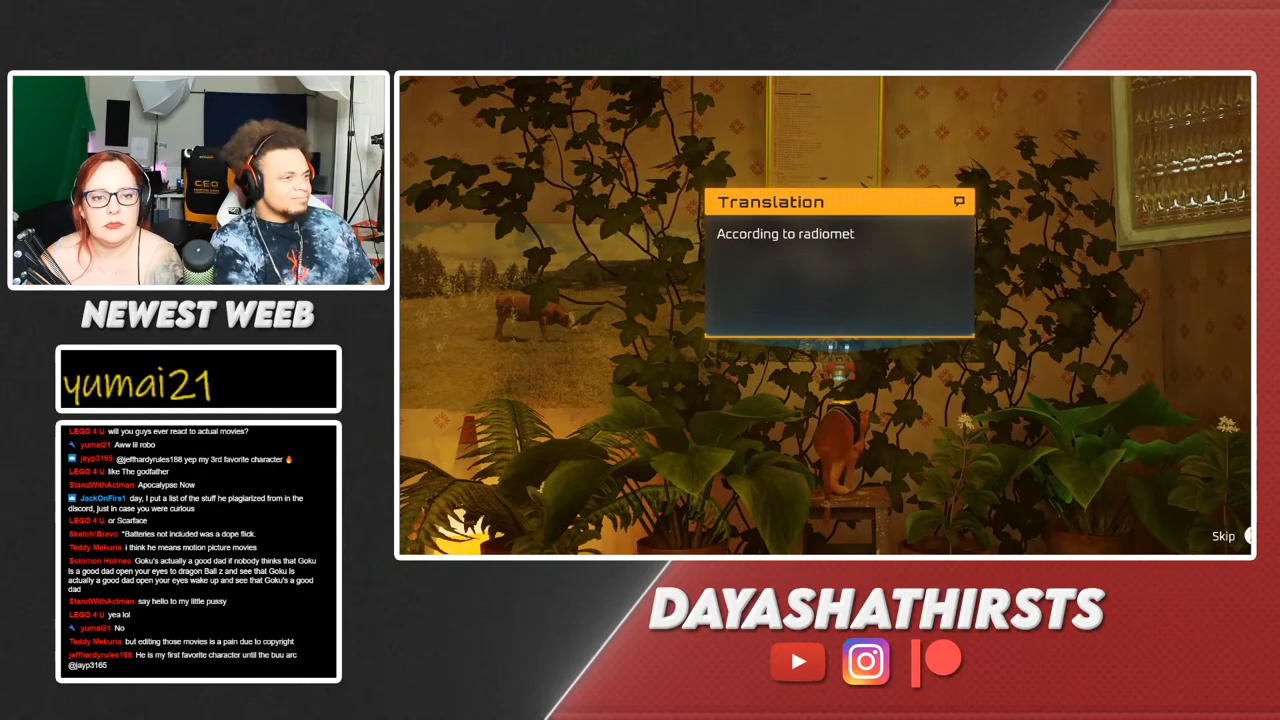 CEO
Translation
According to radiomet
Skip
NEWEST WEEB
yumai21
LEGO 4 U will you guys ever react to actual movies?
yumai21 Aww lil robo
jayp3165 @jeffhardyrules188 yep my 3rd favorite character 🔥
LEGO 4 U like The godfather
StandWithActman Apocalypse Now
JackOnFire1 day, I put a list of the stuff he plagiarized from in the
discord, just in case you were curious
LEGO 4 U or Scarface
Sketch!Bravo "Batteries not included was a dope flick.
Teddy Mekuria i think he means motion picture movies
Solomon Holmes Goku's actually a good dad if nobody thinks that Goku
is a good dad open your eyes to dragon Ball z and see that Goku is
actually a good dad open your eyes wake up and see that Goku's a good
dad
StandWithActman say hello to my little pussy
LEGO 4 U yea lol
yumai21 No
Teddy Mekuria but editing those movies is a pain due to copyright
jeffhardyrules188 He is my first favorite character until the buu arc
@jayp3165
DAYASHATHIRSTS